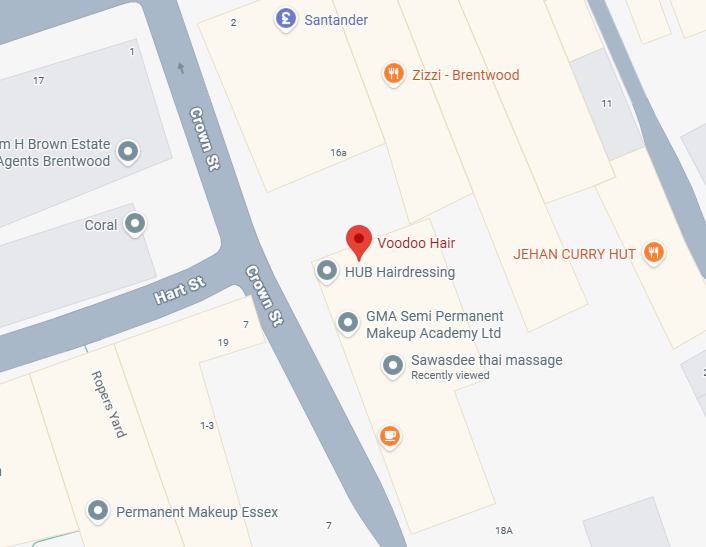 2
£
Santander
1
17
Zizzi - Brentwood
11
Crown St
m H Brown Estate
Agents Brentwood
16a
Coral
Voodoo Hair
JEHAN CURRY HUT
HUB Hairdressing
Crown St
Hart St
7
19
GMA Semi Permanent
Makeup Academy Ltd
Sawasdee thai massage
Recently viewed
Ropers Yard
1-3
Permanent Makeup Essex
7
18A